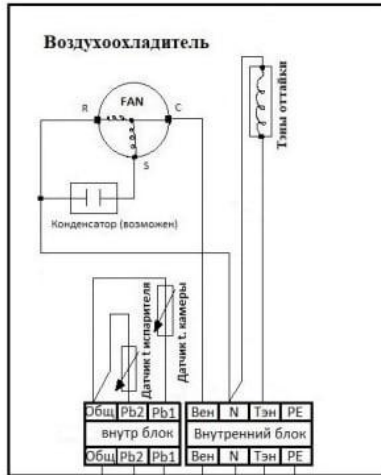 Воздухоохладитель
FAN
R
C
S
Тэны оттайки
Конденсатор (возможен)
Датчик t испарителя
Датчик t. камеры
Общ Pb2 Pb1
внутр блок
Вен N Тэн PE
Внутренний блок
Общ Pb2 Pb1
Вен N Тэн PE